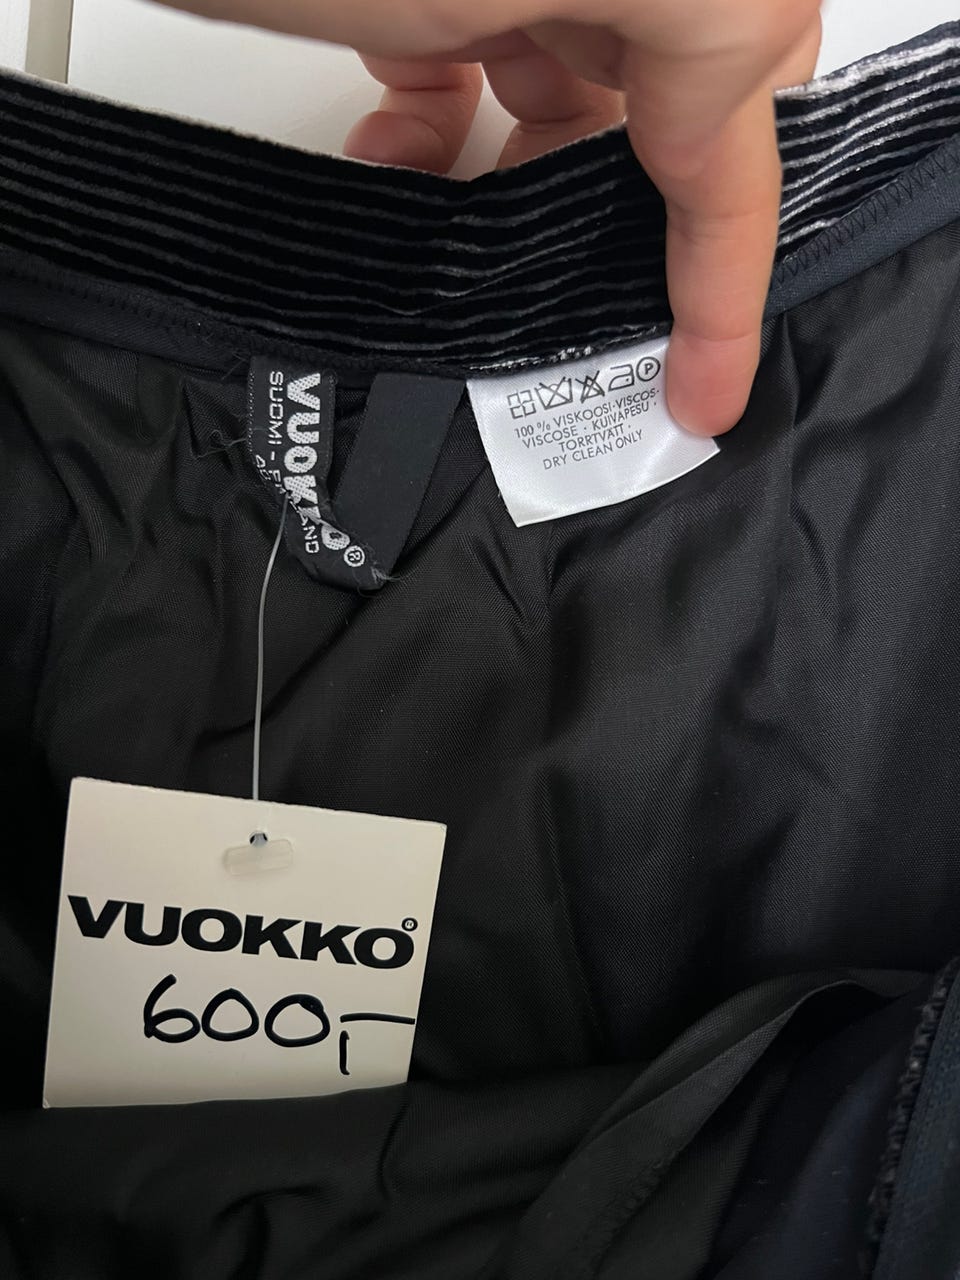 VUOKKO®
SUOMI - FINLAND
100 % VISKOOSI·VISCOS·
VISCOSE · KUIVAPESU ·
TORRTVÄTT ·
DRY CLEAN ONLY
P
VUOKKO®
600,-